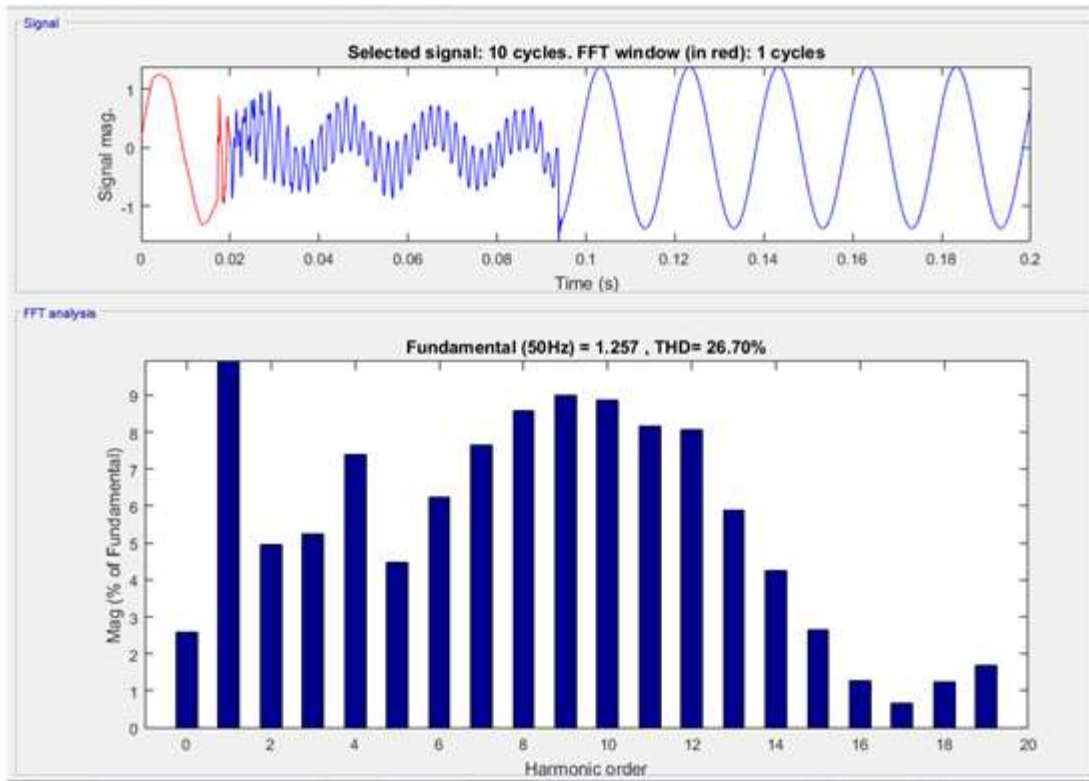 Signal
Selected signal: 10 cycles. FFT window (in red): 1 cycles
Signal mag.
1
0
-1
0 0.02 0.04 0.06 0.08 0.1 0.12 0.14 0.16 0.18 0.2
Time (s)
FFT analysis
Fundamental (50Hz) = 1.257 , THD= 26.70%
Mag (% of Fundamental)
9
8
7
6
5
4
3
2
1
0
0 2 4 6 8 10 12 14 16 18 20
Harmonic order